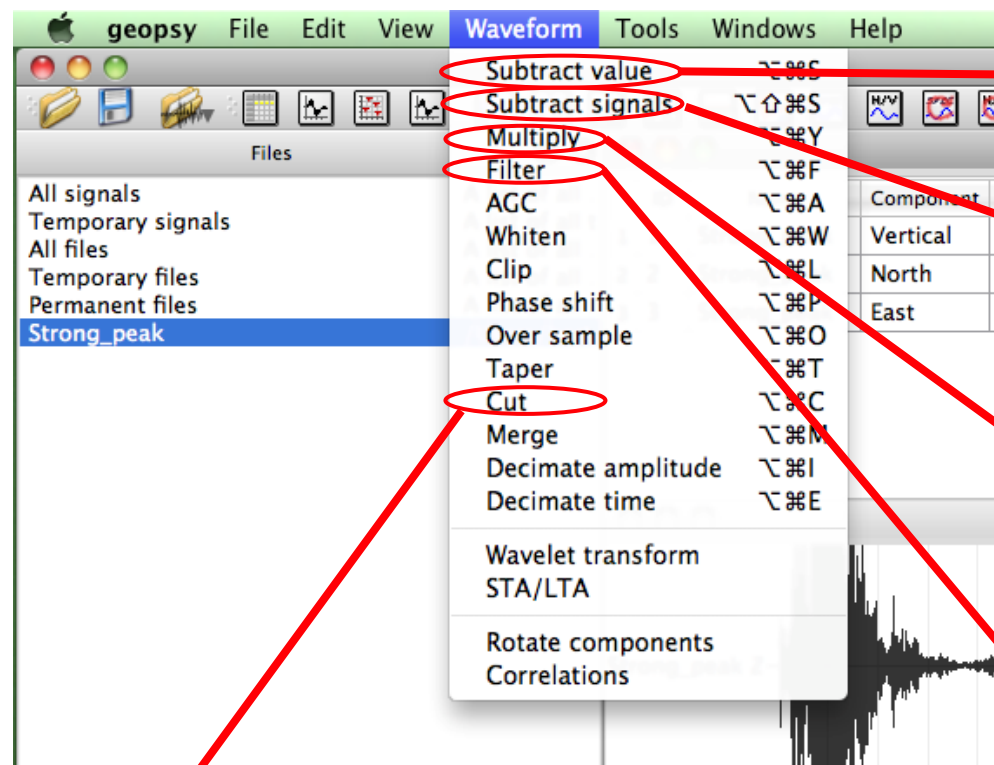 geopsy File Edit View Waveform Tools Windows Help
Files
All signals
Temporary signals
All files
Temporary files
Permanent files
Strong_peak
Subtract value ⌥⌘S
Subtract signals ⌥⇧⌘S
Multiply ⌥⌘Y
Filter ⌥⌘F
AGC ⌥⌘A
Whiten ⌥⌘W
Clip ⌥⌘L
Phase shift ⌥⌘P
Over sample ⌥⌘O
Taper ⌥⌘T
Cut ⌥⌘C
Merge ⌥⌘M
Decimate amplitude ⌥⌘I
Decimate time ⌥⌘E
Wavelet transform
STA/LTA
Rotate components
Correlations
H/V
Component
Vertical
North
East